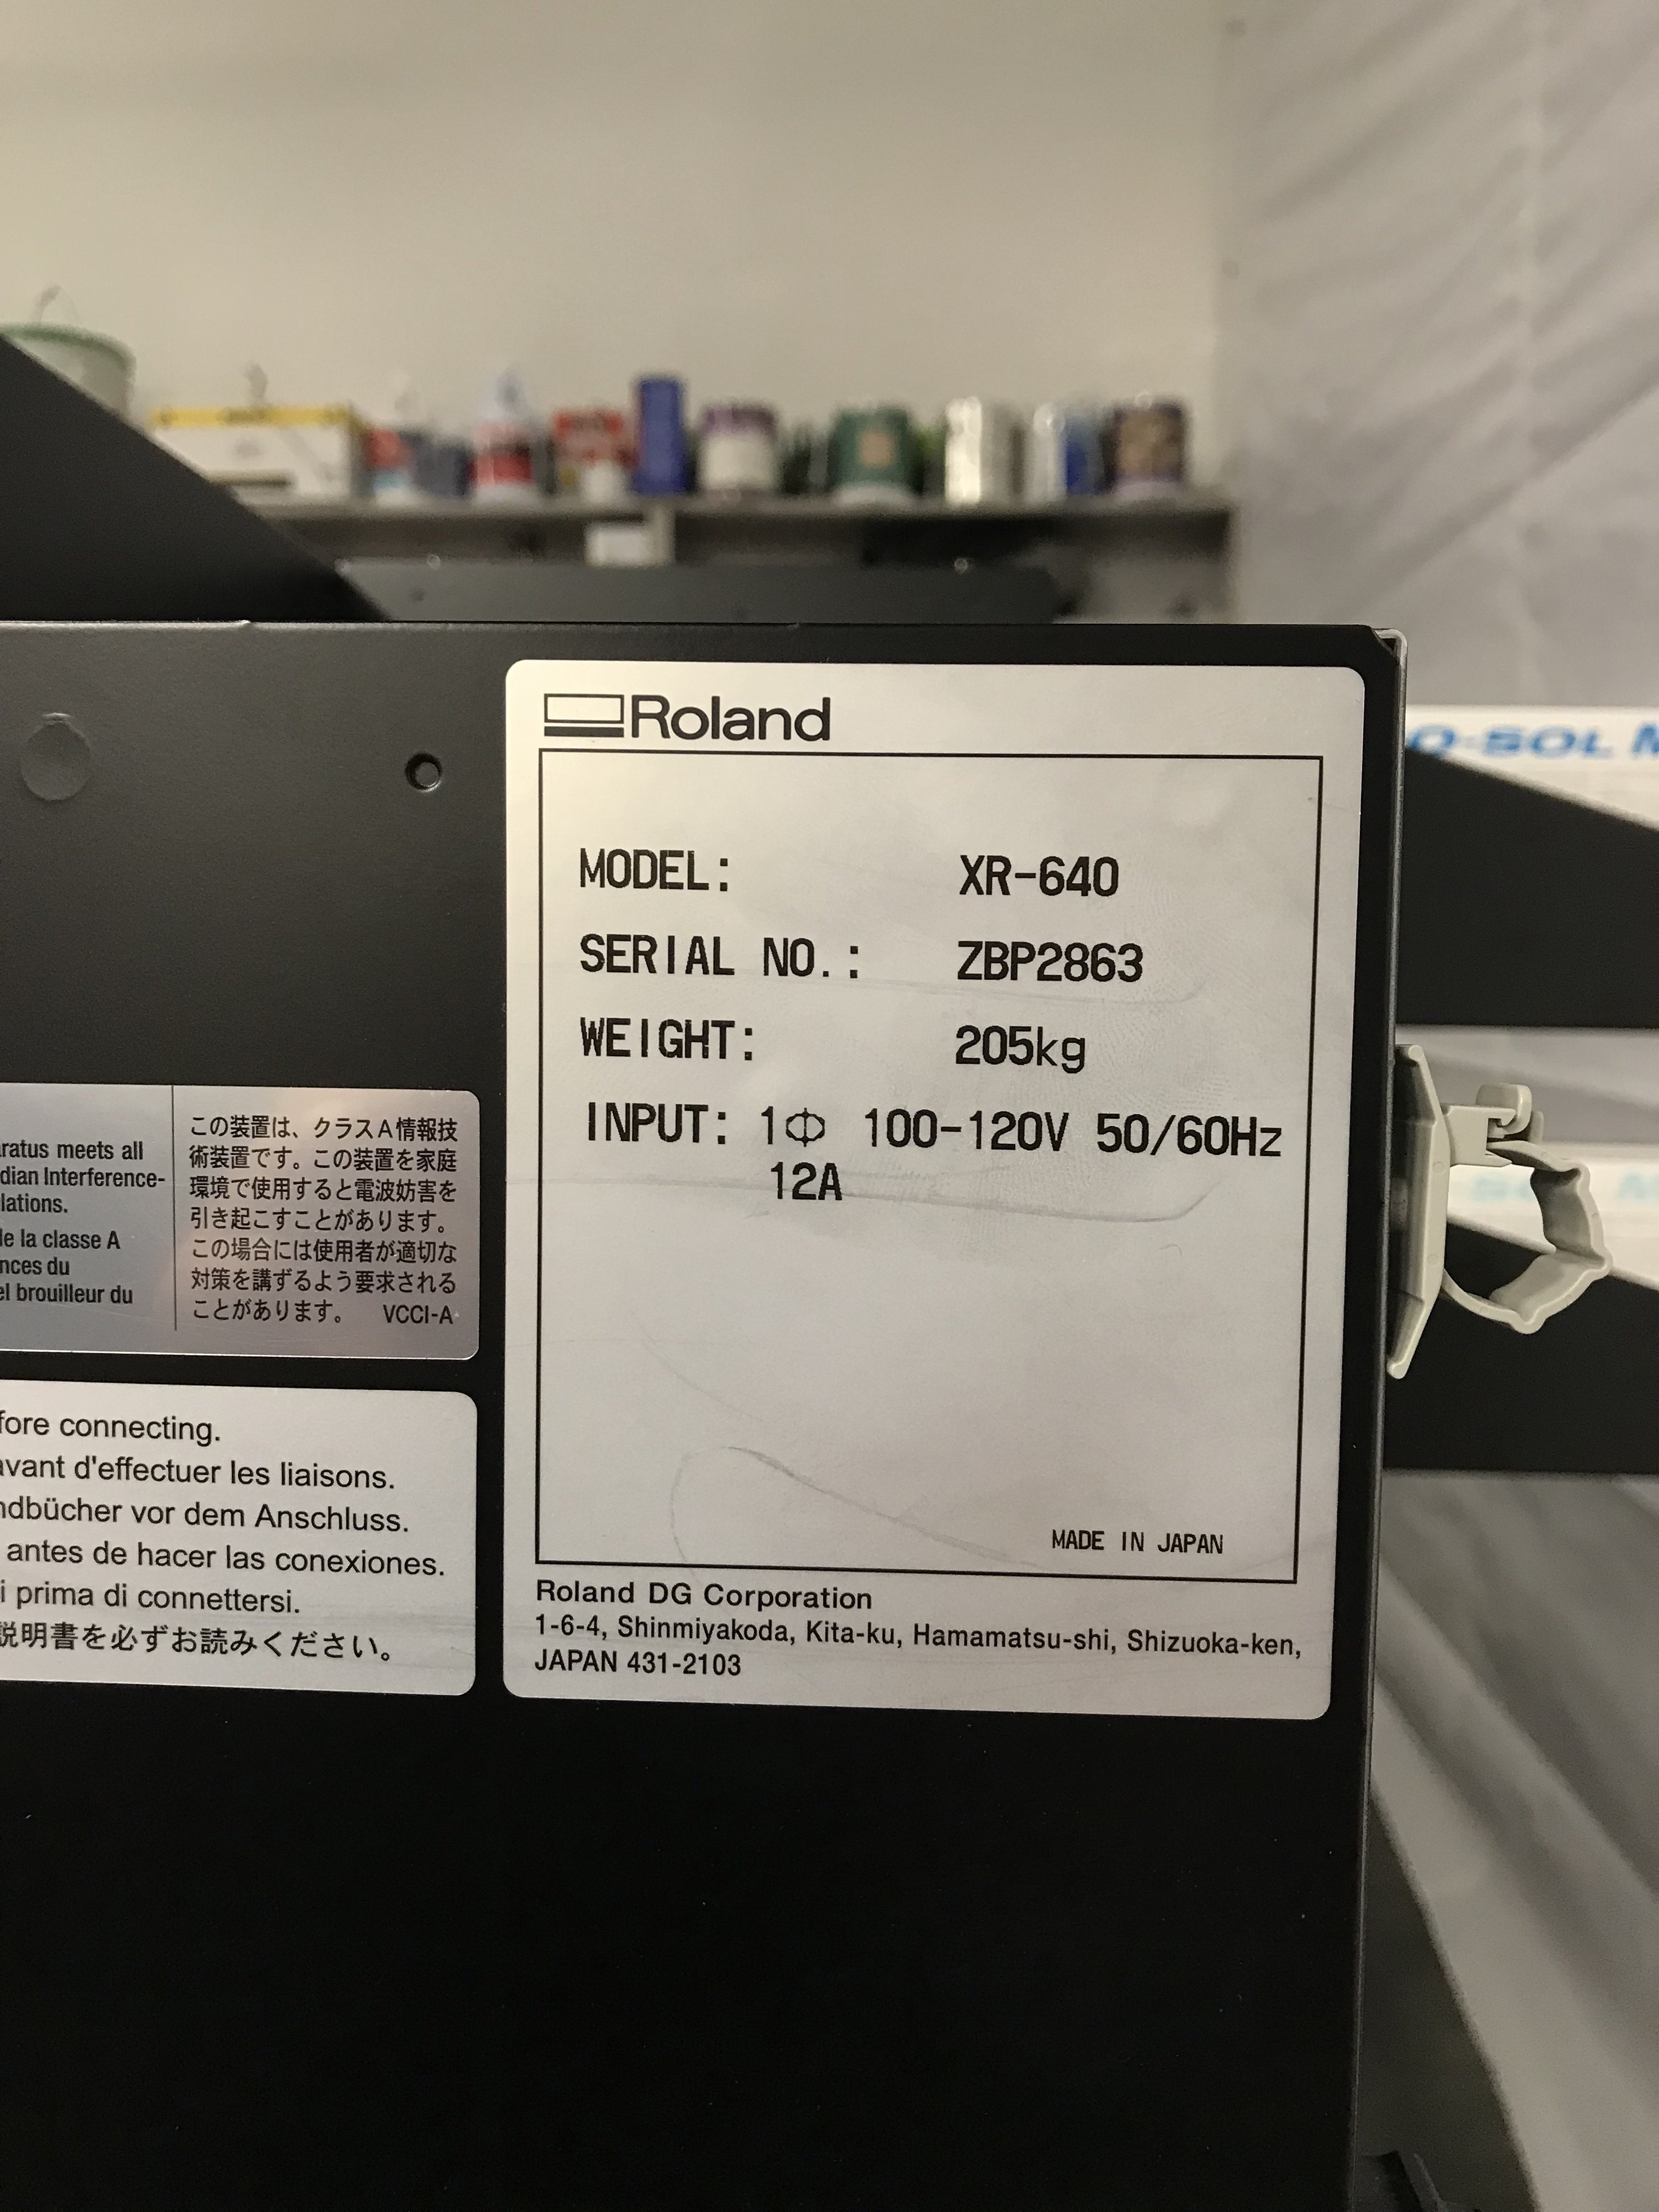 Roland
MODEL: XR-640
SERIAL NO.: ZBP2863
WEIGHT: 205kg
INPUT: 1Φ 100-120V 50/60Hz
12A
MADE IN JAPAN
Roland DG Corporation
1-6-4, Shinmiyakoda, Kita-ku, Hamamatsu-shi, Shizuoka-ken,
JAPAN 431-2103
meets all
Interference-
de la classe A
du
brouilleur du
この装置は、クラスA情報技
術装置です。この装置を家庭
環境で使用すると電波妨害を
引き起こすことがあります。
この場合には使用者が適切な
対策を講ずるよう要求される
ことがあります。 VCCI-A
fore connecting.
avant d'effectuer les liaisons.
ndbücher vor dem Anschluss.
antes de hacer las conexiones.
i prima di connettersi.
説明書を必ずお読みください。
O-SOL M